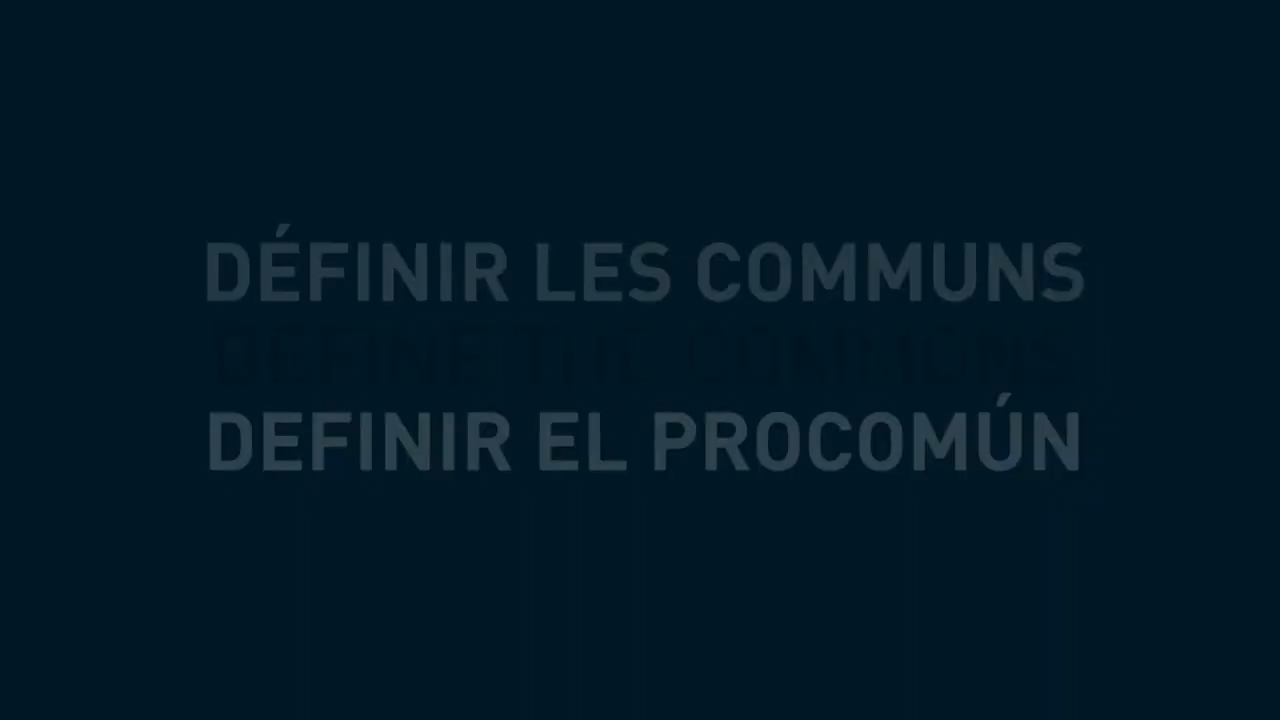 DÉFINIR LES COMMUNS
DEFINE THE COMMONS
DEFINIR EL PROCOMÚN